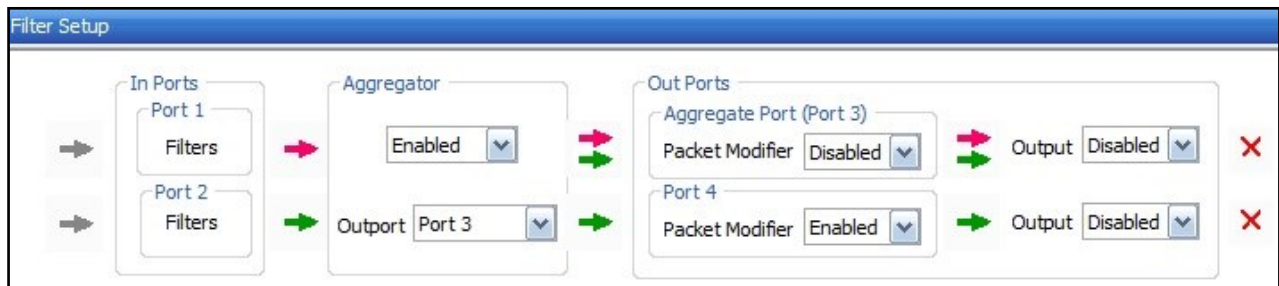 Filter Setup
In Ports
Aggregator
Out Ports
Port 1
Aggregate Port (Port 3)
Filters
Enabled
Packet Modifier Disabled
Output Disabled
Port 2
Port 4
Filters
Outport Port 3
Packet Modifier Enabled
Output Disabled